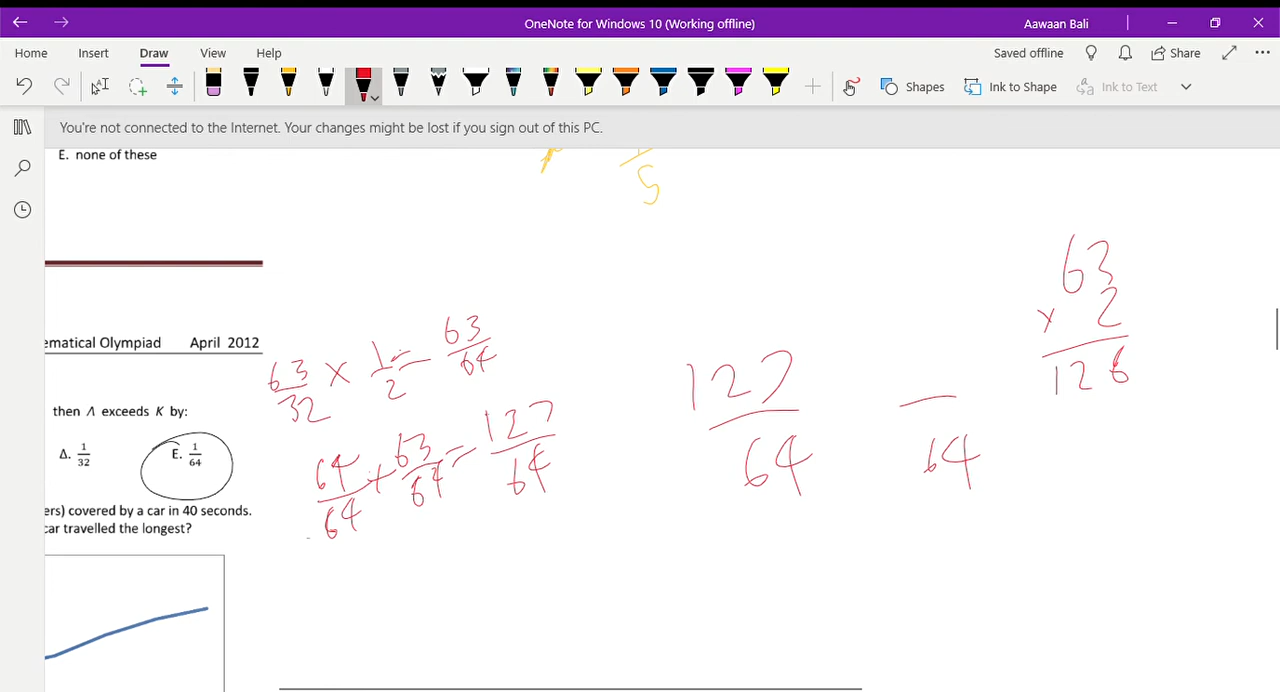 OneNote for Windows 10 (Working offline)
Aawaan Bali
Home Insert Draw View Help
Saved offline
Share
Shapes
Ink to Shape
Ink to Text
You're not connected to the Internet. Your changes might be lost if you sign out of this PC.
E. none of these
5
ematical Olympiad April 2012
63/32 × 1/2 = 63/64
64/64 + 63/64 = 127/64
127/64
/64
63
× 2
126
then Λ exceeds K by:
Δ. 1/32 E. 1/64
ers) covered by a car in 40 seconds.
car travelled the longest?